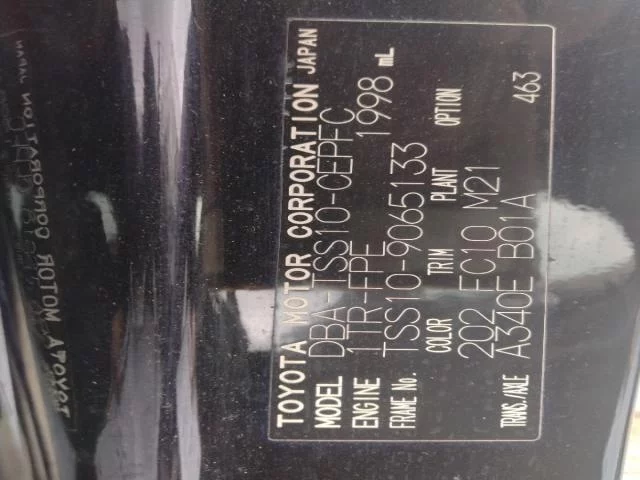 TOYOTA MOTOR CORPORATION JAPAN
MODEL DBA-TSS10-CEPFC
ENGINE 1TR-FPE 1998 mL
FRAME No. TSS10-9065133
COLOR TRIM PLANT OPTION
202 FC10 M21
TRANS./AXLE A340E B01A 463